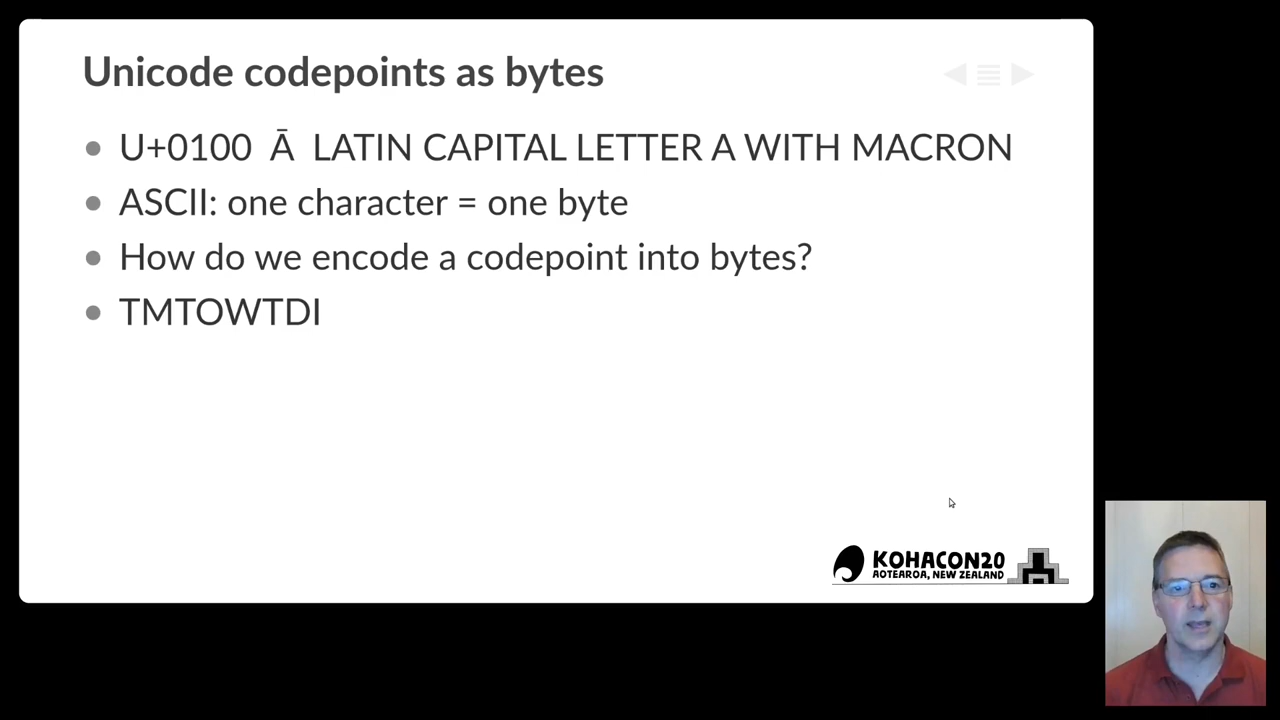 Unicode codepoints as bytes
U+0100 Ā LATIN CAPITAL LETTER A WITH MACRON
ASCII: one character = one byte
How do we encode a codepoint into bytes?
TMTOWTDI
KOHACON20
AOTEAROA, NEW ZEALAND